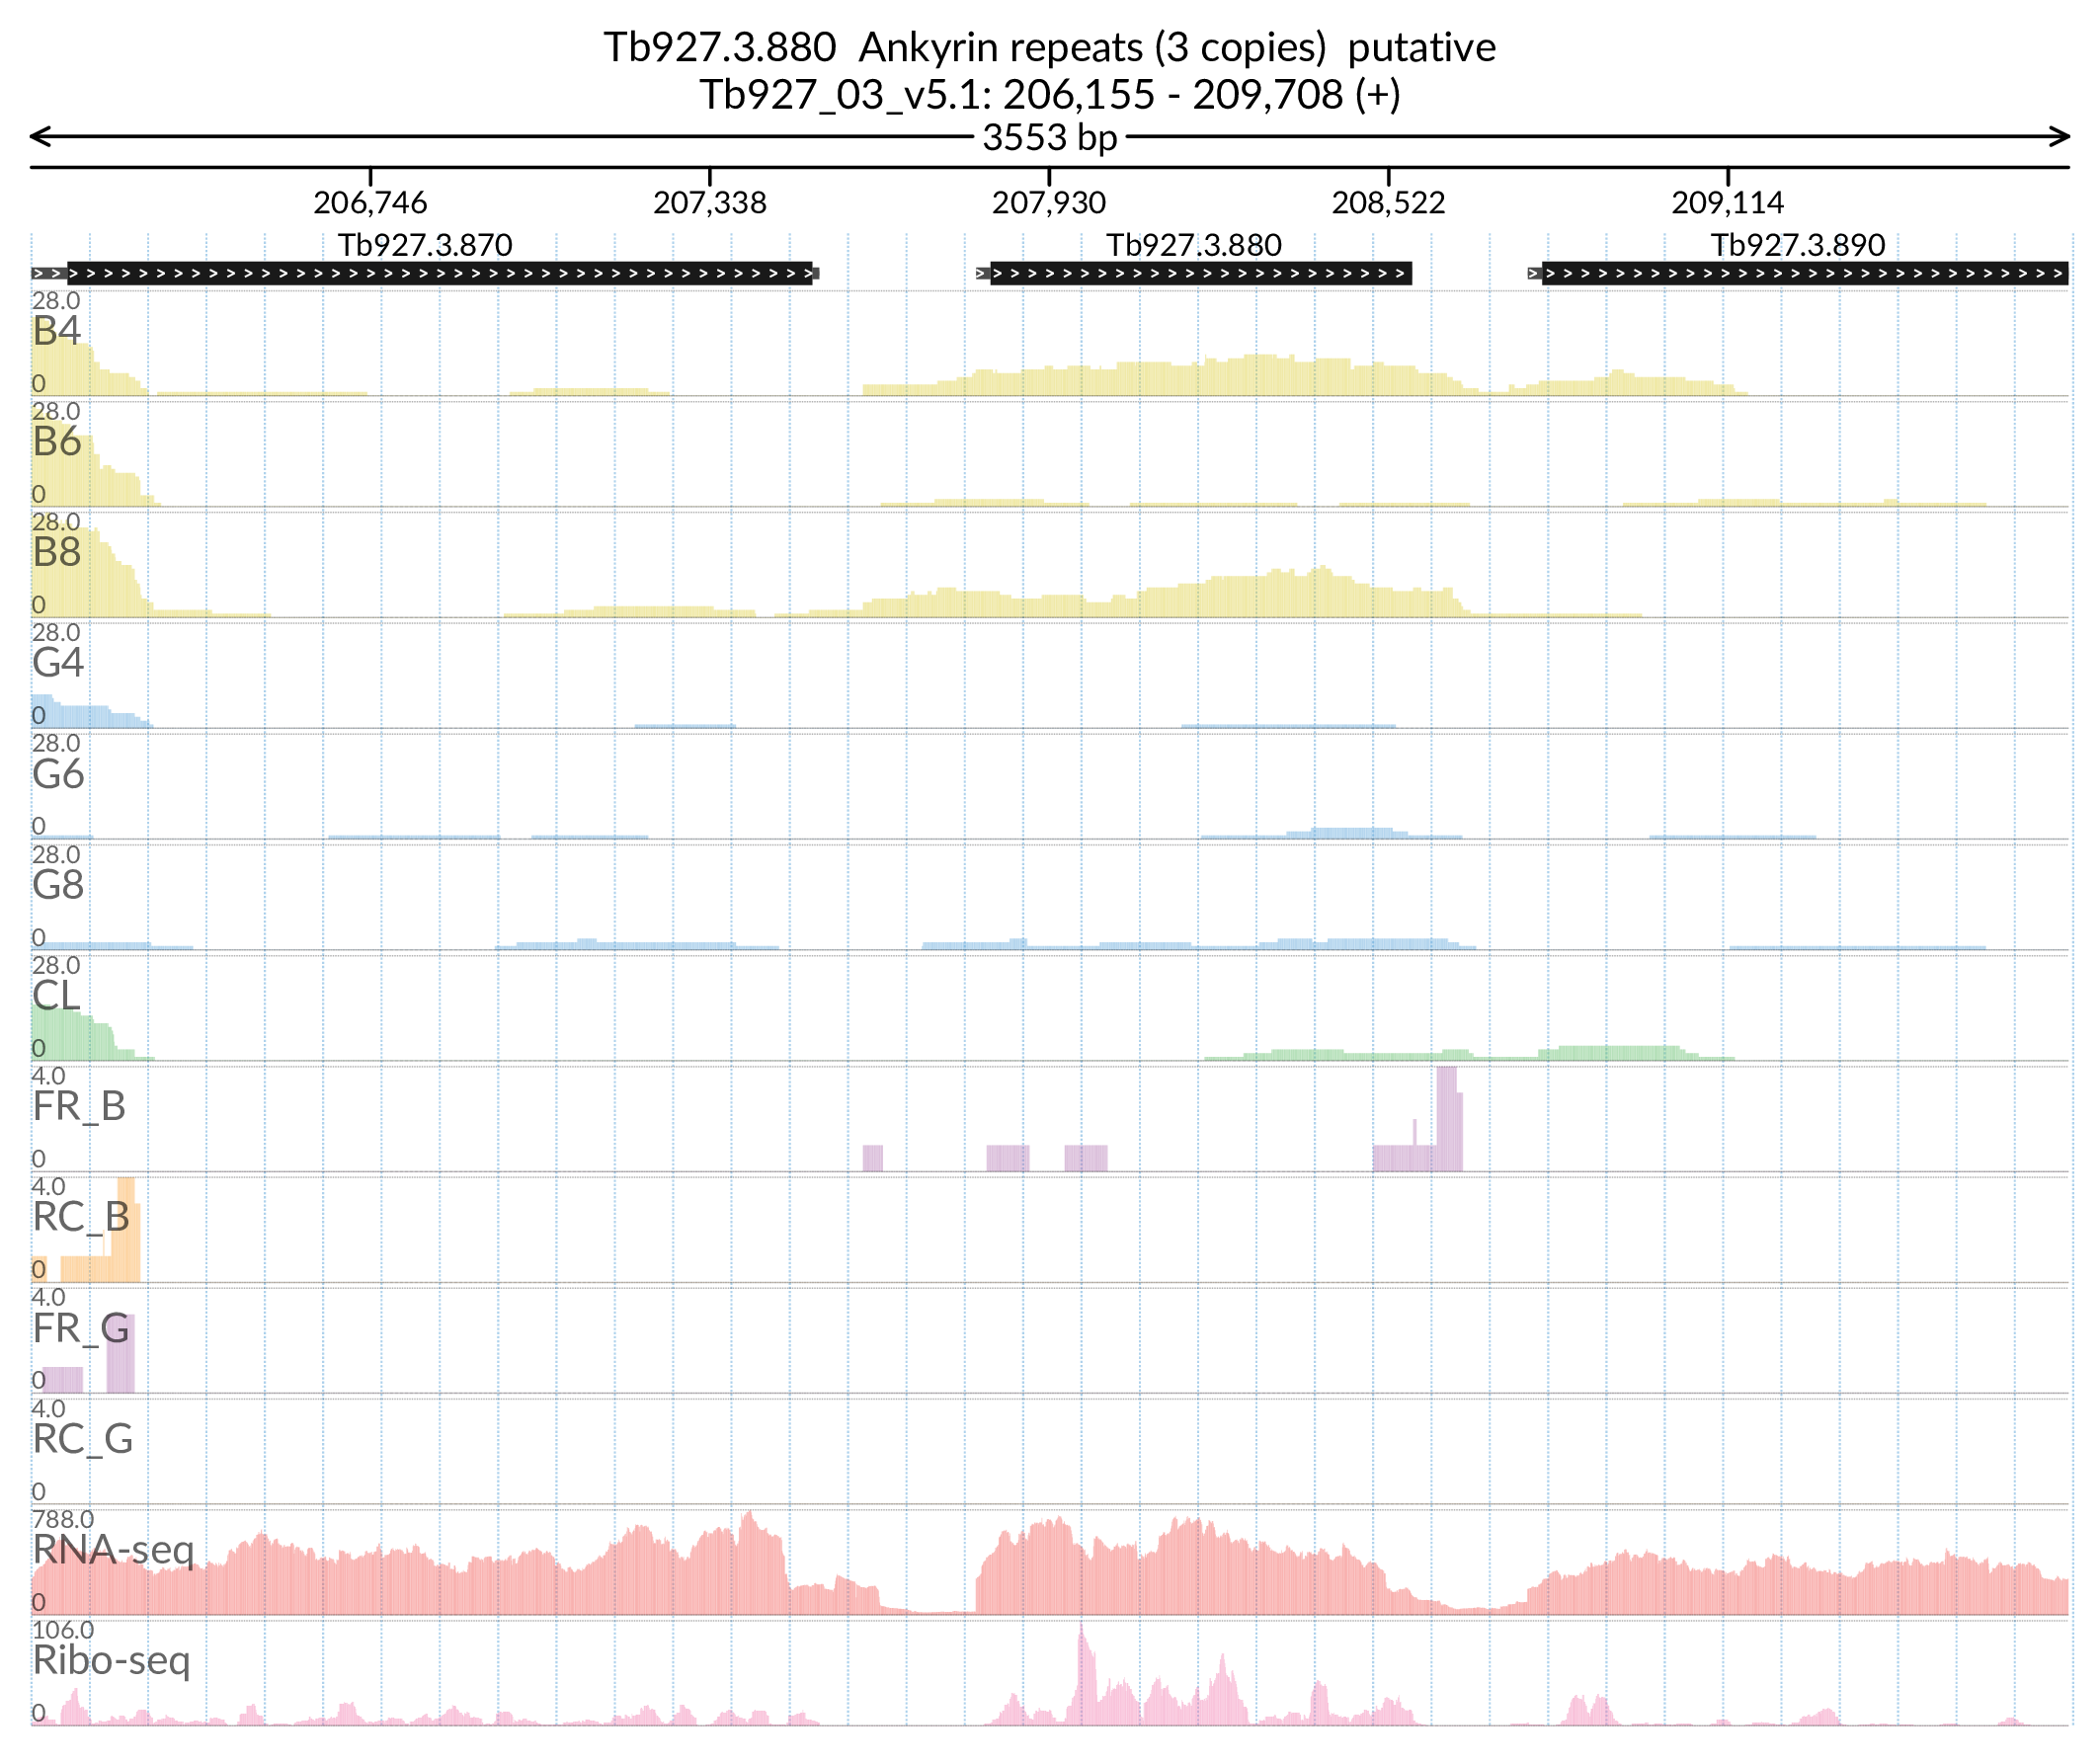 Tb927.3.880 Ankyrin repeats (3 copies) putative
Tb927_03_v5.1: 206,155 - 209,708 (+)
3553 bp
206,746 207,338 207,930 208,522 209,114
Tb927.3.870 Tb927.3.880 Tb927.3.890
28.0
B4
0
28.0
B6
0
28.0
B8
0
28.0
G4
0
28.0
G6
0
28.0
G8
0
28.0
CL
0
4.0
FR_B
0
4.0
RC_B
0
4.0
FR_G
0
4.0
RC_G
0
788.0
RNA-seq
0
106.0
Ribo-seq
0